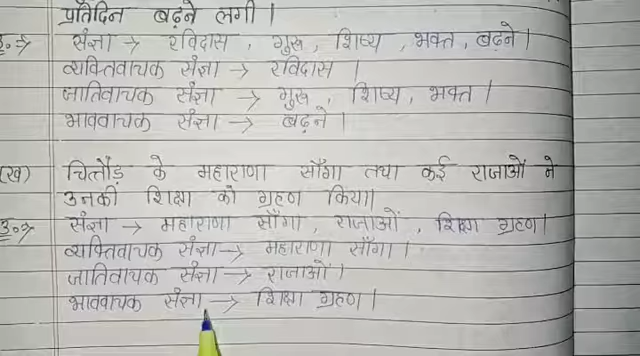 प्रतिदिन बढ़ने लगी।
उ.⇒ संज्ञा → रविदास, गुरु, शिष्य, भक्त, बढ़ने।
व्यक्तिवाचक संज्ञा → रविदास।
जातिवाचक संज्ञा → गुरु, शिष्य, भक्त।
भाववाचक संज्ञा → बढ़ने।
(ख) चित्तौड़ के महाराणा साँगा तथा कई राजाओं ने
उनकी शिक्षा को ग्रहण किया।
उ.⇒ संज्ञा → महाराणा साँगा, राजाओं, शिक्षा ग्रहण।
व्यक्तिवाचक संज्ञा → महाराणा साँगा।
जातिवाचक संज्ञा → राजाओं।
भाववाचक संज्ञा → शिक्षा ग्रहण।